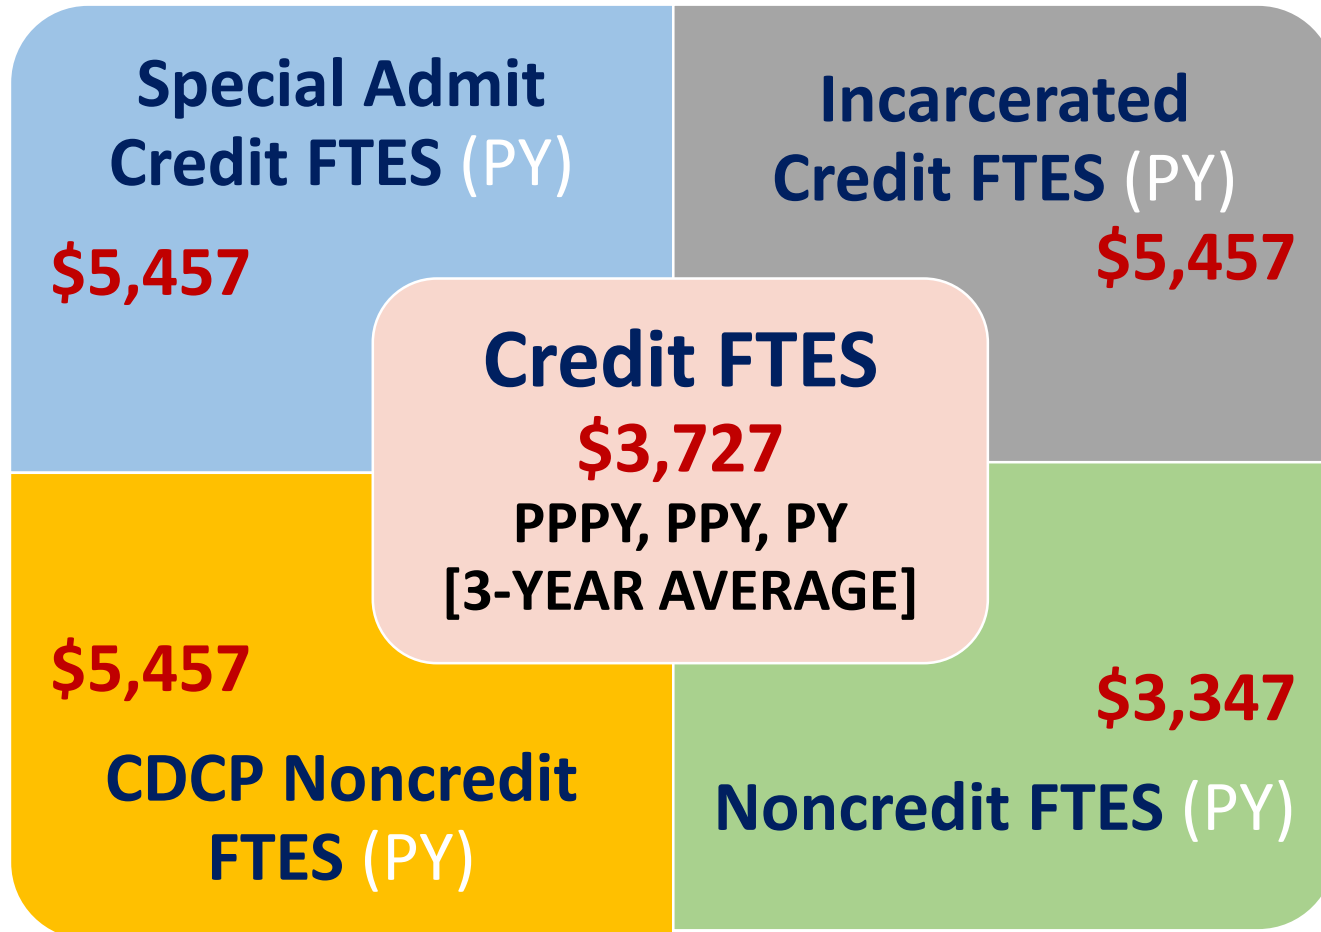 Special Admit
Credit FTES (PY)
$5,457
Incarcerated
Credit FTES (PY)
$5,457
Credit FTES
$3,727
PPPY, PPY, PY
[3-YEAR AVERAGE]
$5,457
CDCP Noncredit
FTES (PY)
$3,347
Noncredit FTES (PY)